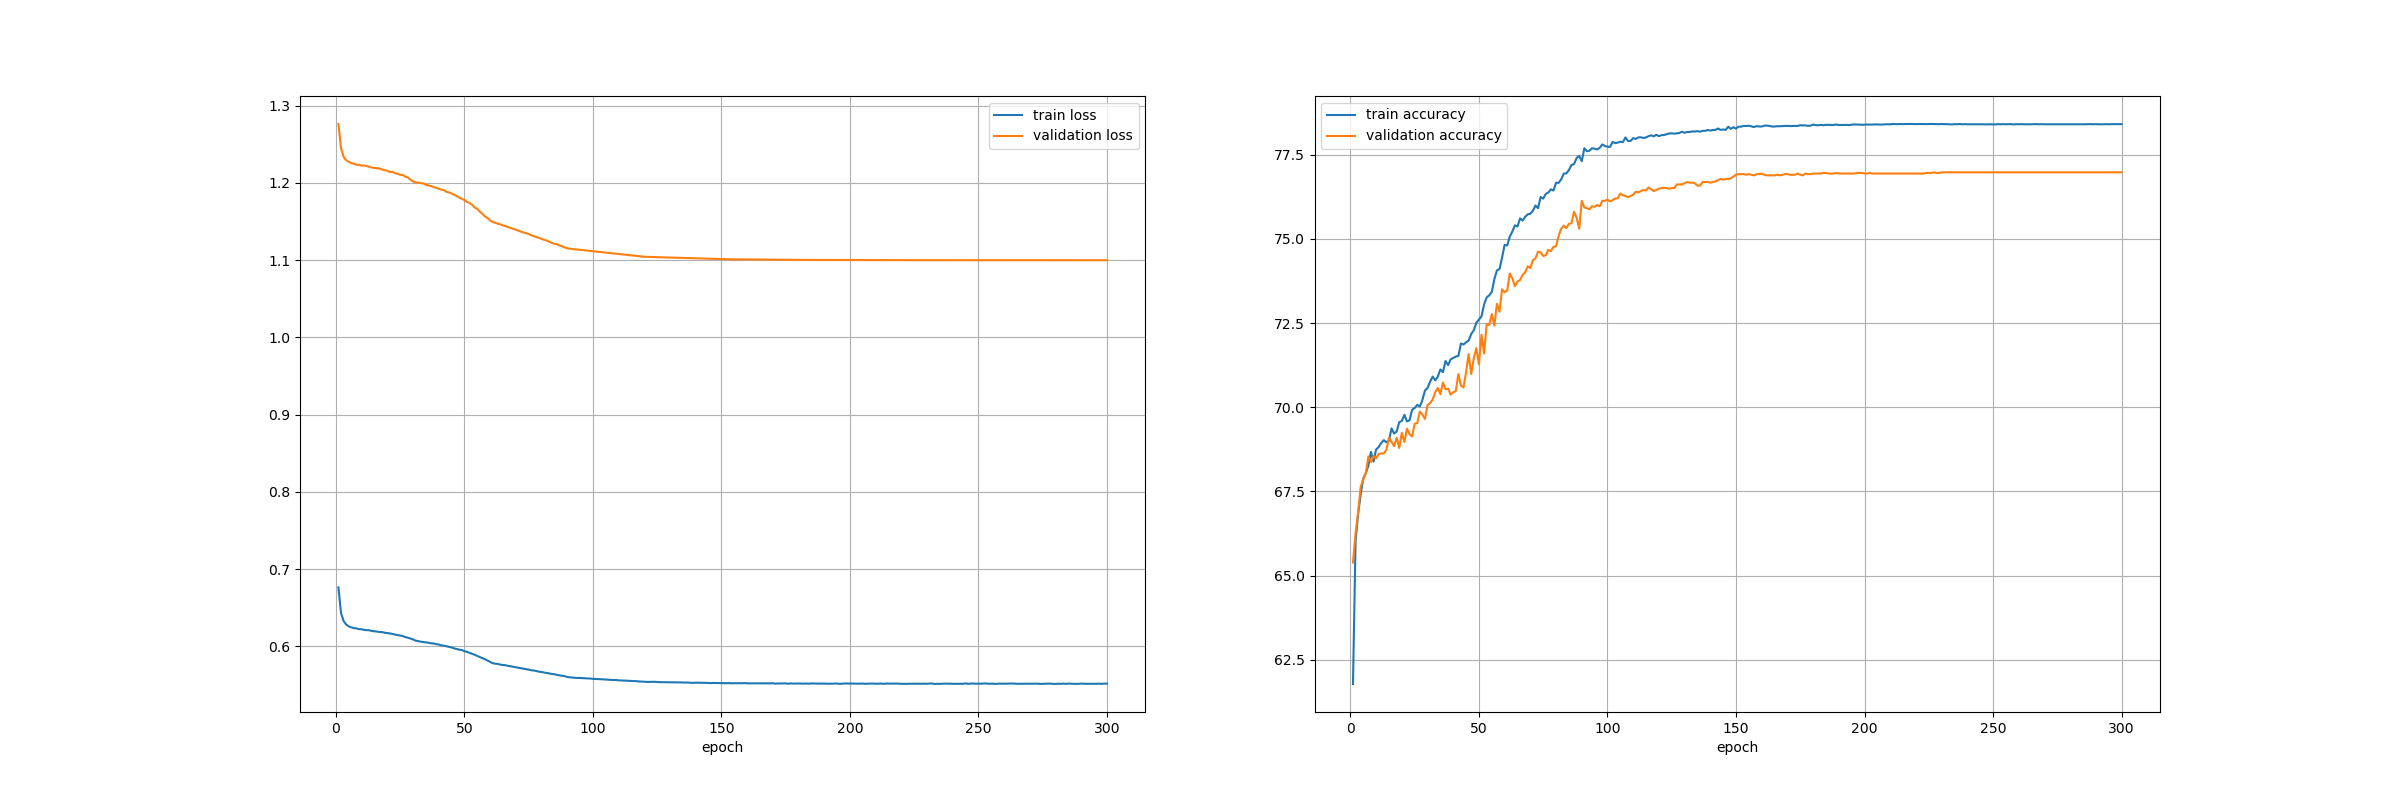 1.3
1.2
1.1
1.0
0.9
0.8
0.7
0.6
0 50 100 150 200 250 300
epoch
train loss
validation loss
77.5
75.0
72.5
70.0
67.5
65.0
62.5
0 50 100 150 200 250 300
epoch
train accuracy
validation accuracy